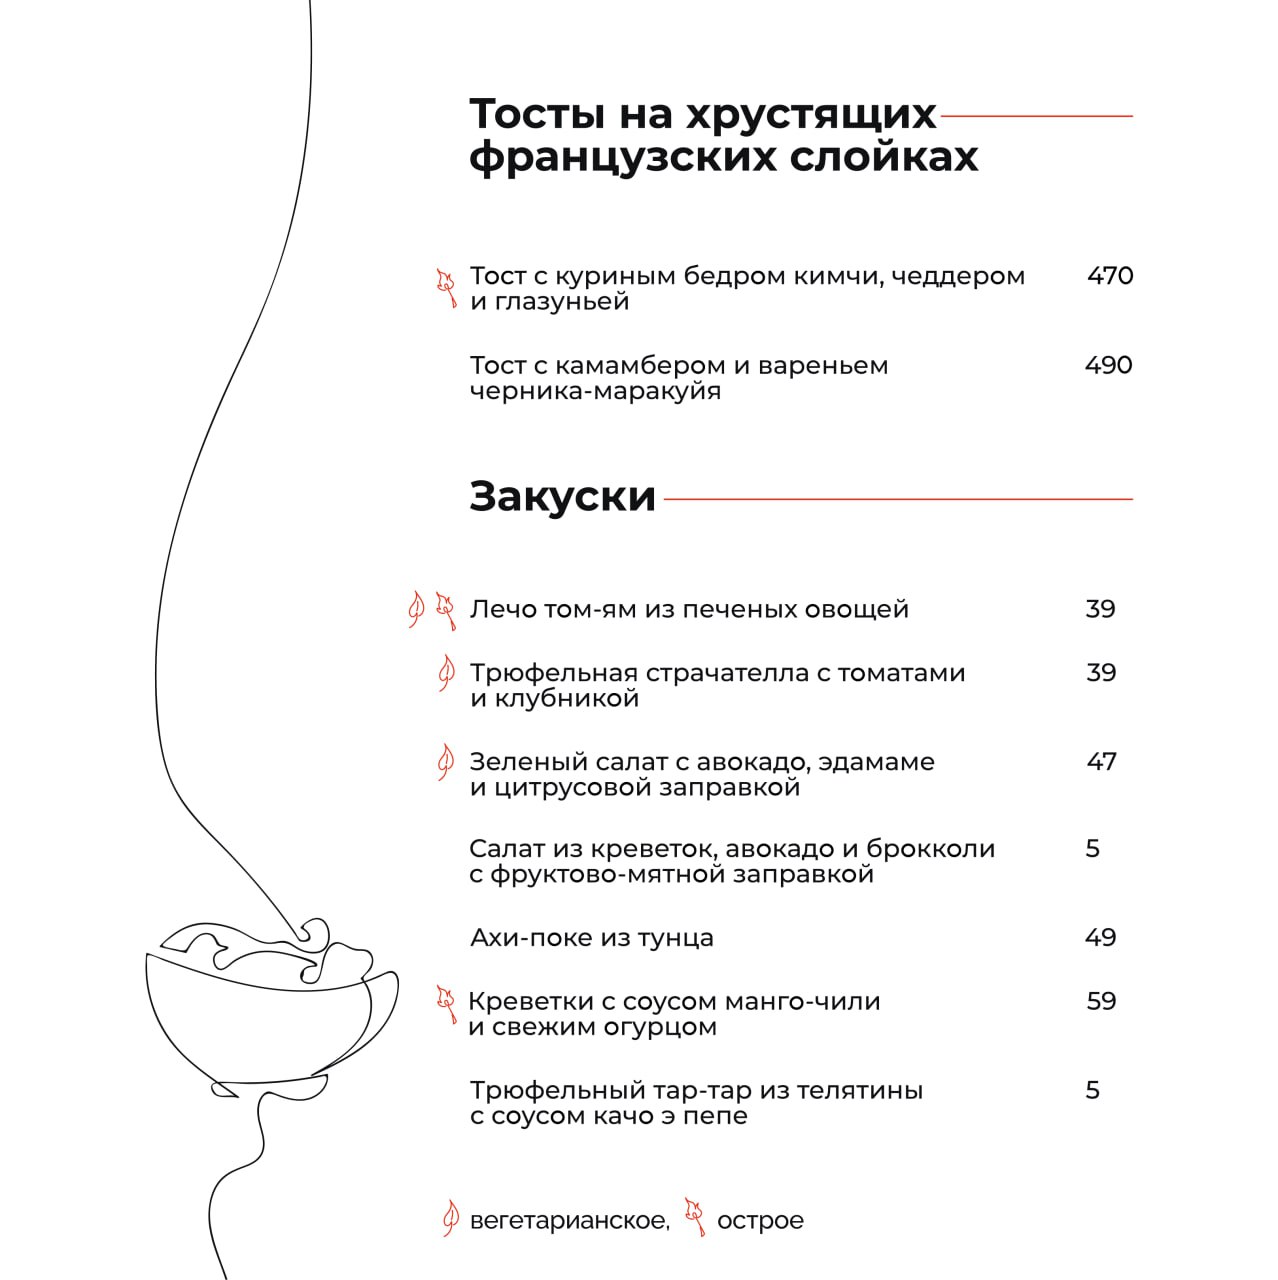 Тосты на хрустящих
французских слойках
Тост с куриным бедром кимчи, чеддером 470
и глазуньей
Тост с камамбером и вареньем 490
черника-маракуйя
Закуски
Лечо том-ям из печеных овощей 39
Трюфельная страчателла с томатами 39
и клубникой
Зеленый салат с авокадо, эдамаме 47
и цитрусовой заправкой
Салат из креветок, авокадо и брокколи 5
с фруктово-мятной заправкой
Ахи-поке из тунца 49
Креветки с соусом манго-чили 59
и свежим огурцом
Трюфельный тар-тар из телятины 5
с соусом качо э пепе
вегетарианское, острое